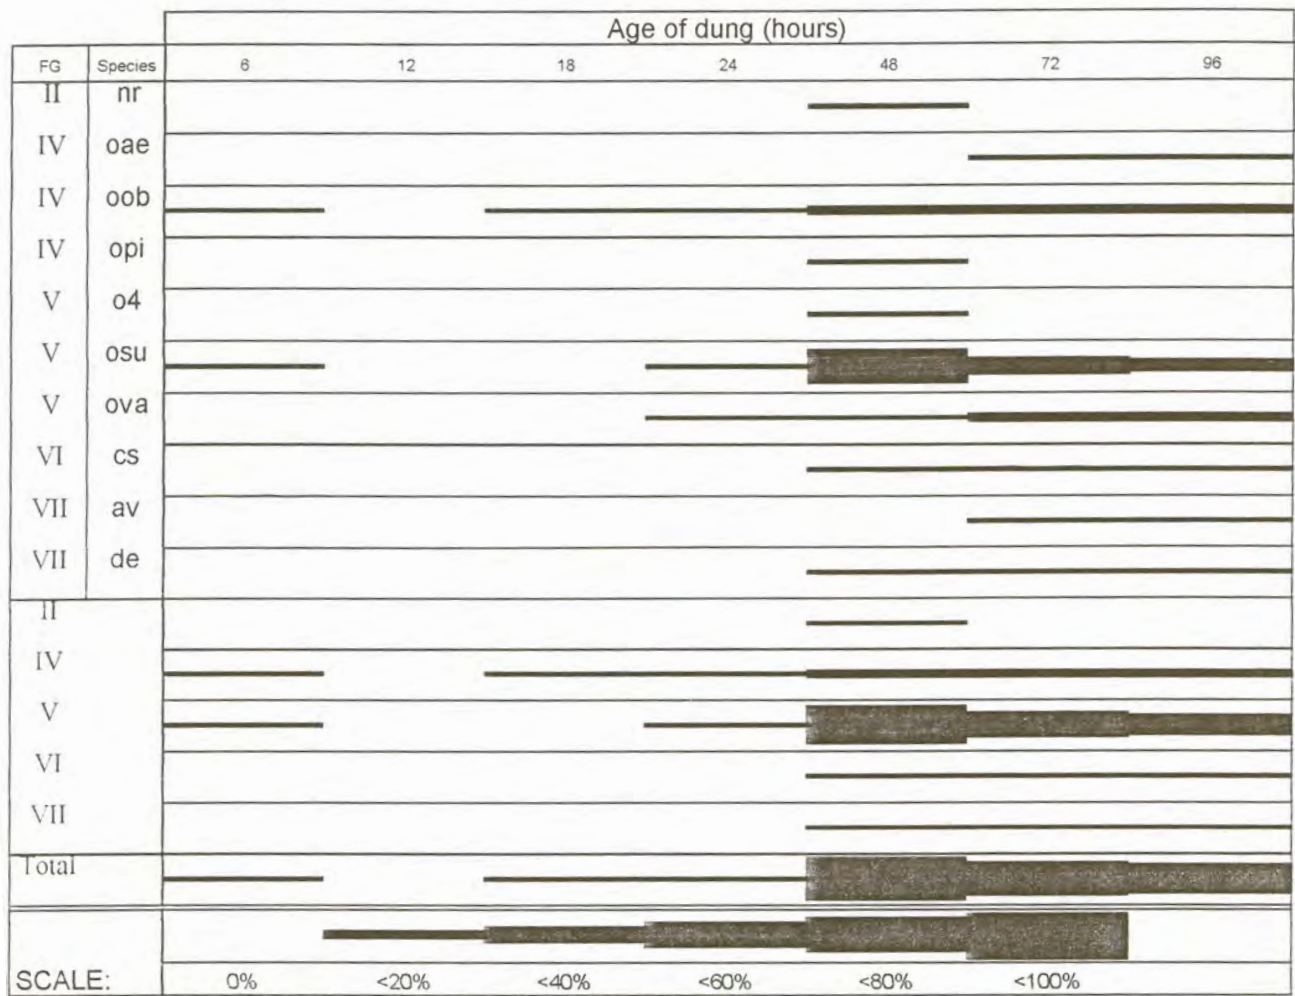 Age of dung (hours)
FG Species 6 12 18 24 48 72 96
II nr
IV oae
IV oob
IV opi
V o4
V osu
V ova
VI cs
VII av
VII de
II
IV
V
VI
VII
Total
SCALE: 0% <20% <40% <60% <80% <100%